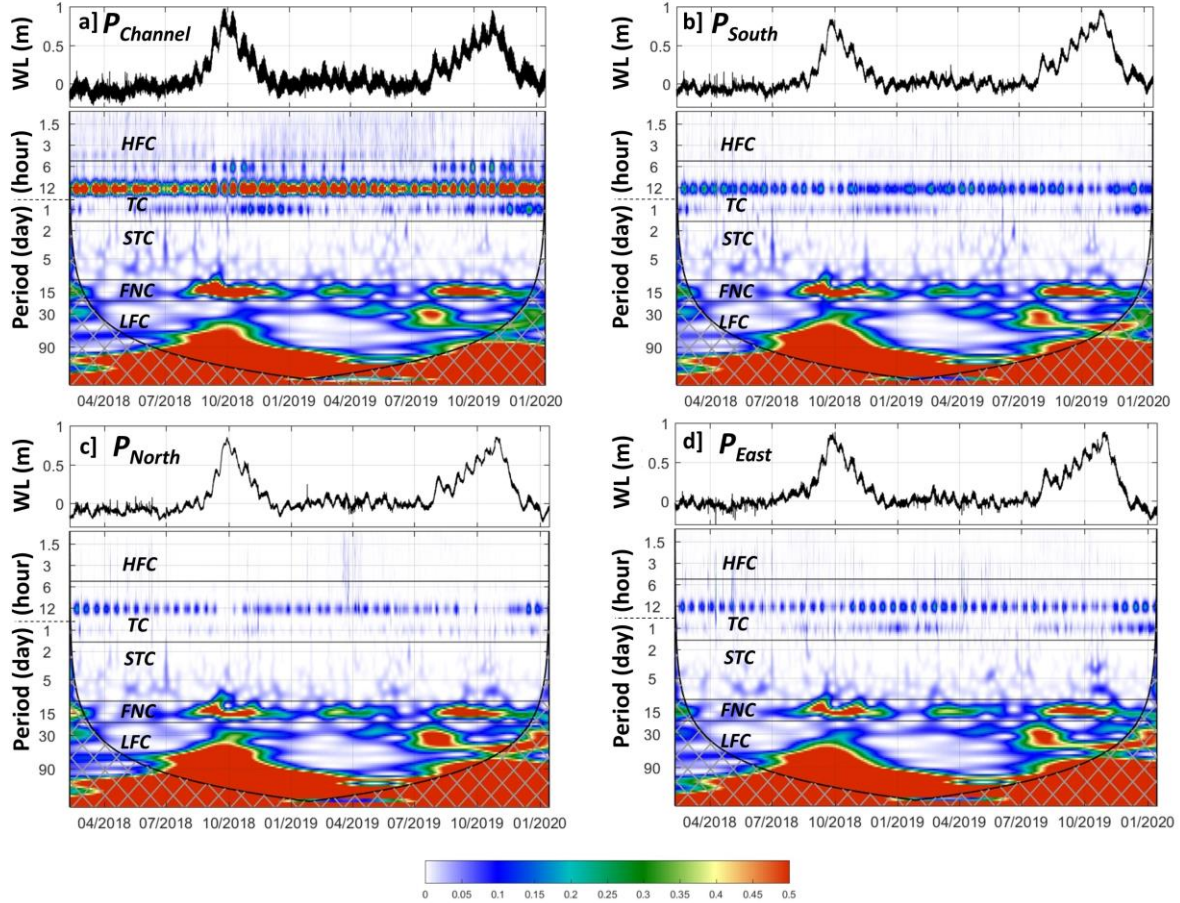 a] P_Channel
WL (m)
1
0.5
0
Period (day) (hour)
1.5
3
6
12
1
2
5
15
30
90
HFC
TC
STC
FNC
LFC
04/2018 07/2018 10/2018 01/2019 04/2019 07/2019 10/2019 01/2020
b] P_South
WL (m)
1
0.5
0
Period (day) (hour)
1.5
3
6
12
1
2
5
15
30
90
HFC
TC
STC
FNC
LFC
04/2018 07/2018 10/2018 01/2019 04/2019 07/2019 10/2019 01/2020
c] P_North
WL (m)
1
0.5
0
Period (day) (hour)
1.5
3
6
12
1
2
5
15
30
90
HFC
TC
STC
FNC
LFC
04/2018 07/2018 10/2018 01/2019 04/2019 07/2019 10/2019 01/2020
d] P_East
WL (m)
1
0.5
0
Period (day) (hour)
1.5
3
6
12
1
2
5
15
30
90
HFC
TC
STC
FNC
LFC
04/2018 07/2018 10/2018 01/2019 04/2019 07/2019 10/2019 01/2020
0 0.05 0.1 0.15 0.2 0.25 0.3 0.35 0.4 0.45 0.5